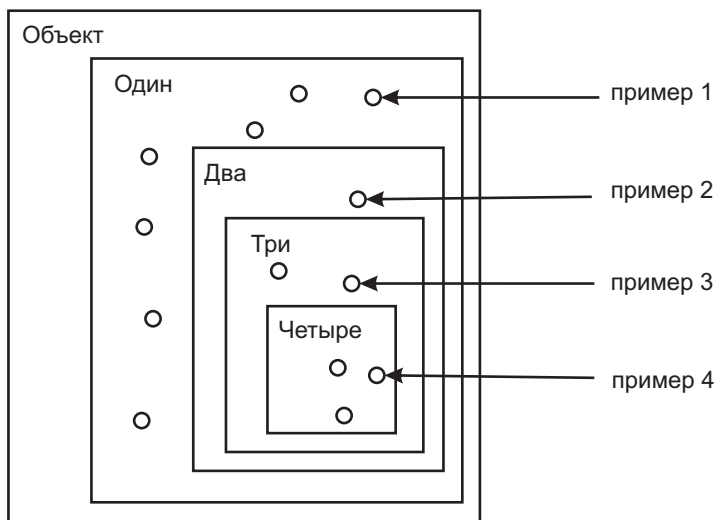 Объект
Один
пример 1
Два
пример 2
Три
пример 3
Четыре
пример 4